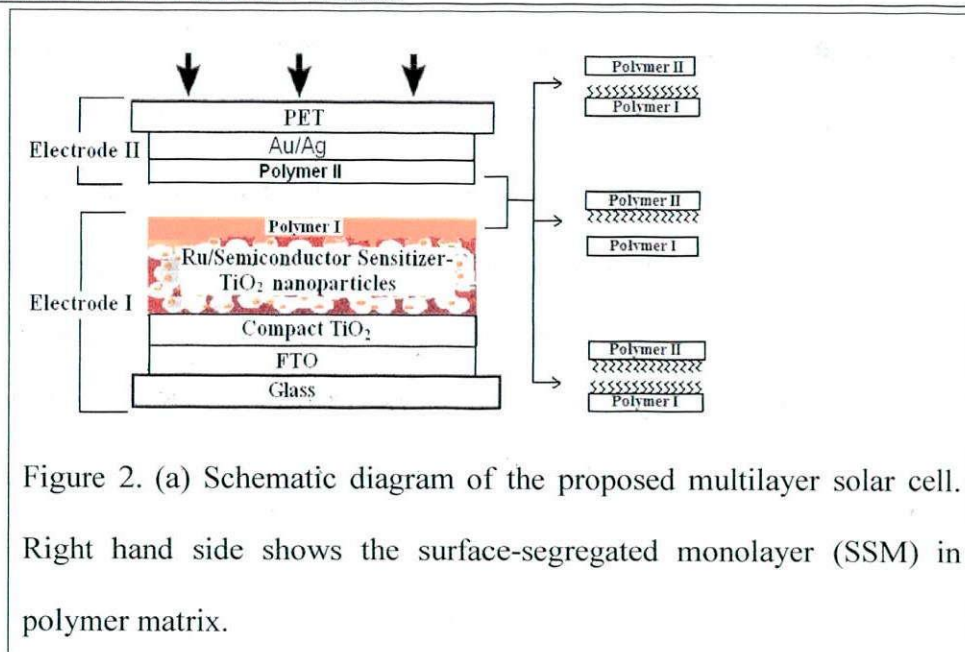 PET
Au/Ag
Polymer II
Electrode II
Polymer I
Ru/Semiconductor Sensitizer-
TiO₂ nanoparticles
Electrode I
Compact TiO₂
FTO
Glass
Polymer II
Polymer I
Polymer II
Polymer I
Polymer II
Polymer I
Figure 2. (a) Schematic diagram of the proposed multilayer solar cell.
Right hand side shows the surface-segregated monolayer (SSM) in
polymer matrix.